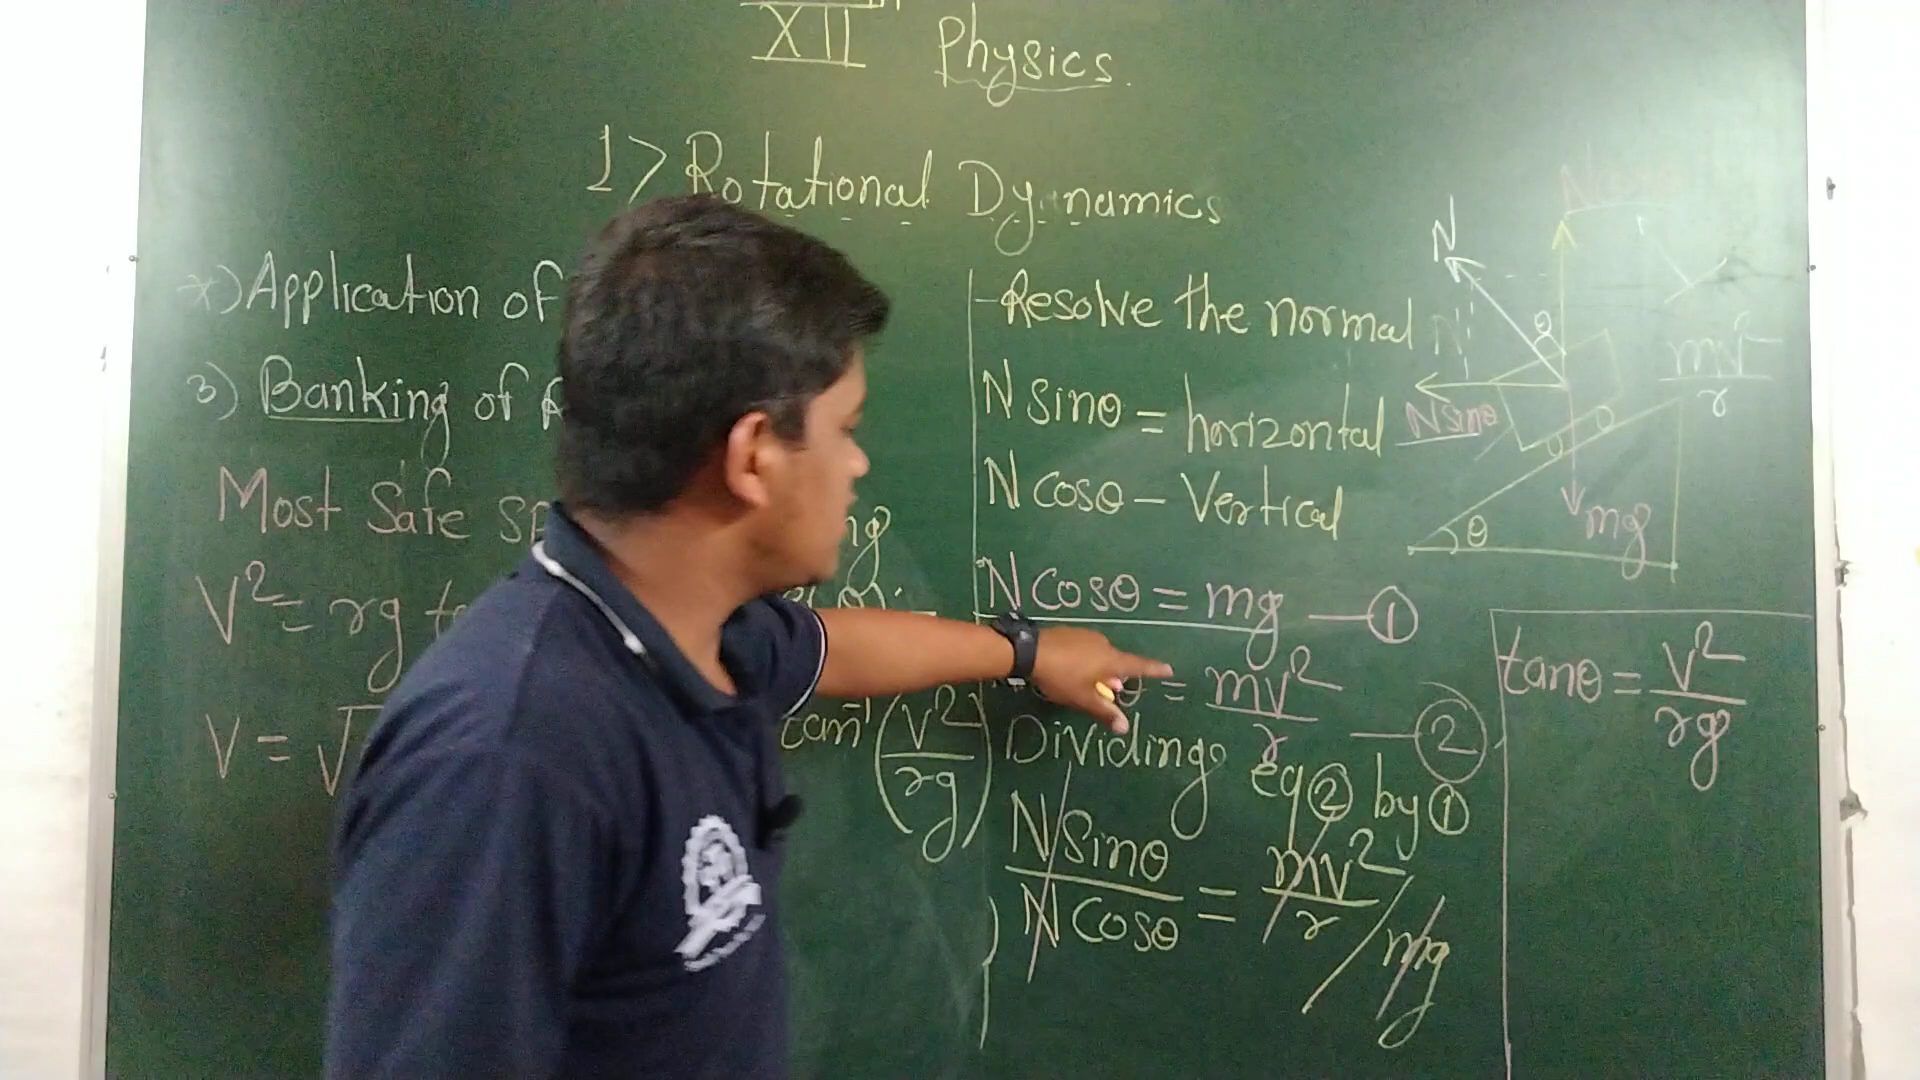 XII Physics.
1> Rotational Dynamics
x) Application of
3) Banking of
Most Safe
V² = rg
V = √
tan⁻¹ (V²/rg)
- Resolve the normal
N sinθ = horizontal
N cosθ - Vertical
N cosθ = mg — ①
θ = mv²/r — ②
Dividing eq ② by ①
N sinθ / N cosθ = mv²/r / mg
N
θ
N sinθ
mv²/r
mg
θ
tanθ = V²/rg